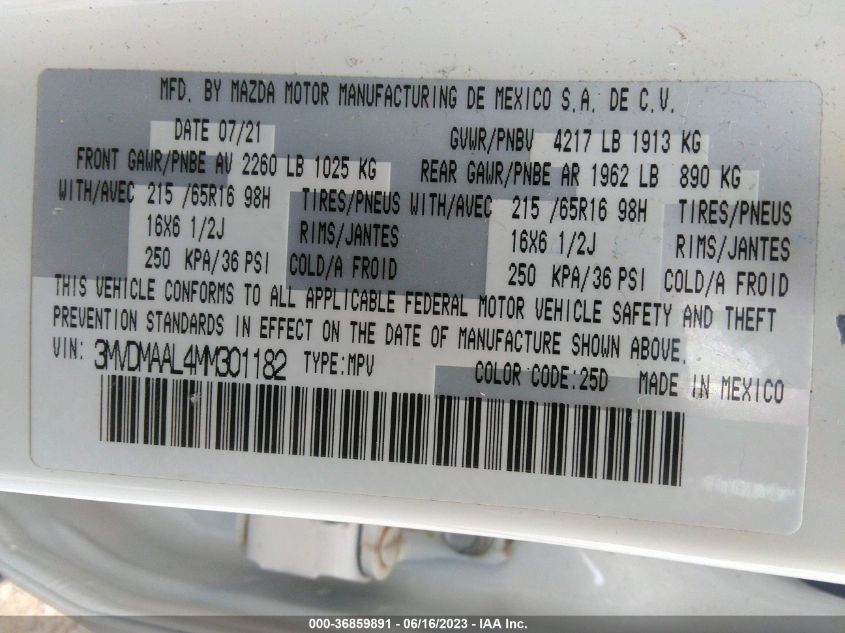 MFD. BY MAZDA MOTOR MANUFACTURING DE MEXICO S.A. DE C.V.
DATE 07/21 GVWR/PNBV 4217 LB 1913 KG
FRONT GAWR/PNBE AV 2260 LB 1025 KG REAR GAWR/PNBE AR 1962 LB 890 KG
WITH/AVEC 215 /65R16 98H TIRES/PNEUS WITH/AVEC 215 /65R16 98H TIRES/PNEUS
16X6 1/2J RIMS/JANTES 16X6 1/2J RIMS/JANTES
250 KPA/36 PSI COLD/A FROID 250 KPA/36 PSI COLD/A FROID
THIS VEHICLE CONFORMS TO ALL APPLICABLE FEDERAL MOTOR VEHICLE SAFETY AND THEFT
PREVENTION STANDARDS IN EFFECT ON THE DATE OF MANUFACTURE SHOWN ABOVE.
VIN: 3MVDMAAL4MM301182 TYPE:MPV COLOR CODE:25D MADE IN MEXICO
000-36859891 - 06/16/2023 - IAA Inc.